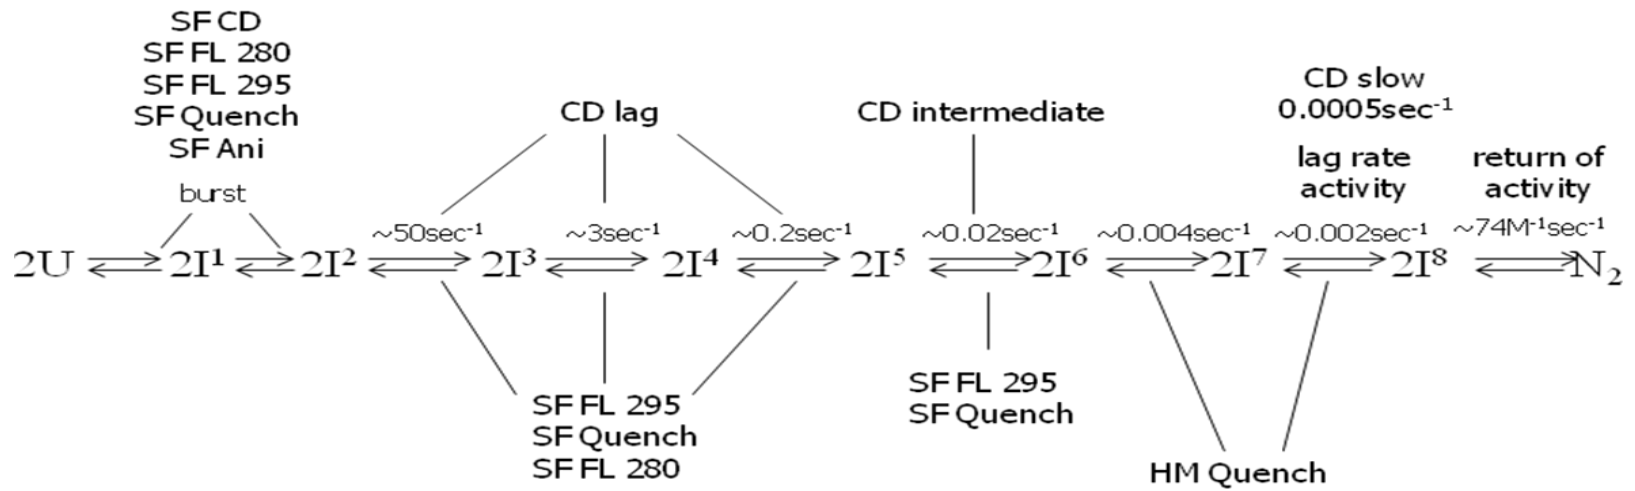 SF CD
SF FL 280
SF FL 295
SF Quench
SF Ani
burst
CD lag
CD intermediate
CD slow
0.0005sec⁻¹
lag rate
activity
return of
activity
~50sec⁻¹ ~3sec⁻¹ ~0.2sec⁻¹ ~0.02sec⁻¹ ~0.004sec⁻¹ ~0.002sec⁻¹ ~74M⁻¹sec⁻¹
2U 2I¹ 2I² 2I³ 2I⁴ 2I⁵ 2I⁶ 2I⁷ 2I⁸ N₂
SF FL 295
SF Quench
SF FL 280
SF FL 295
SF Quench
HM Quench